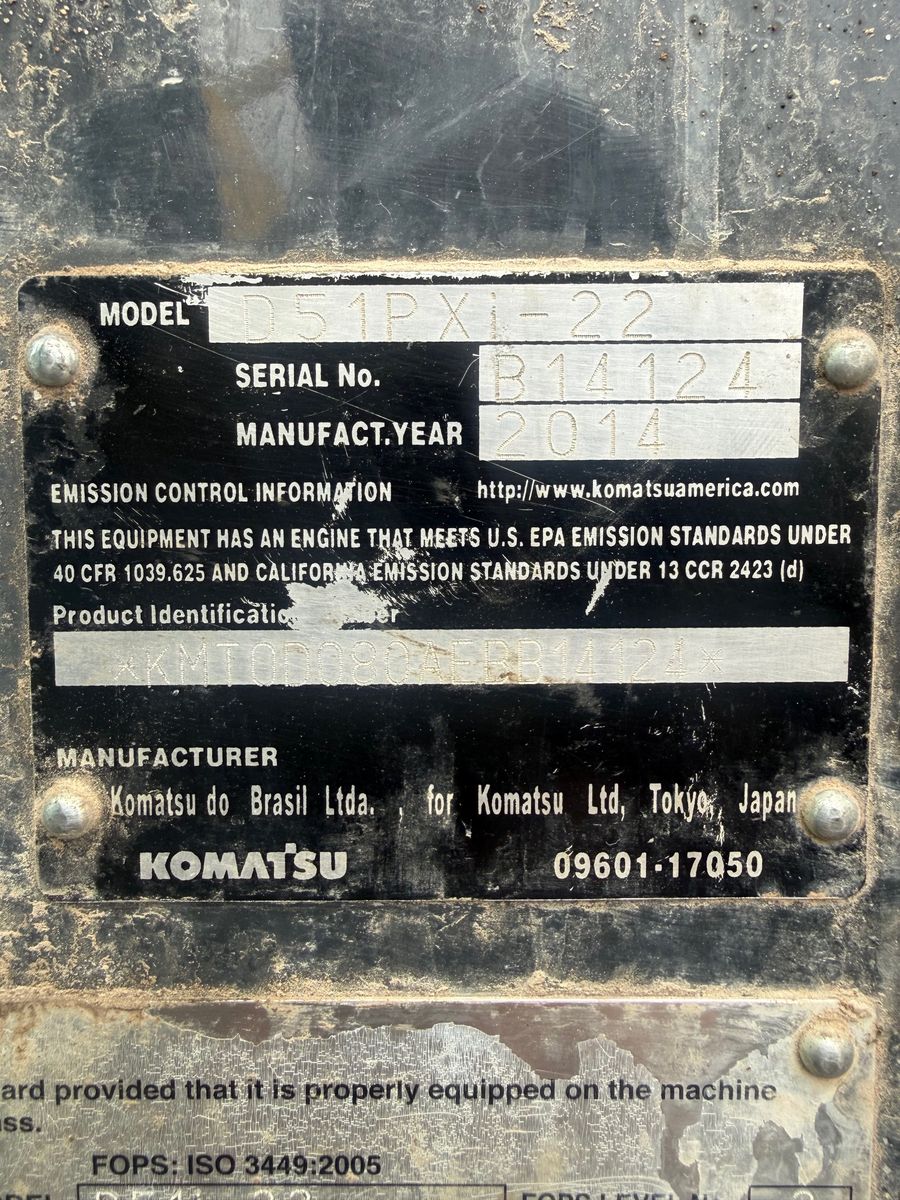 MODEL D51PXi-22
SERIAL No. B14124
MANUFACT.YEAR 2014
EMISSION CONTROL INFORMATION http://www.komatsuamerica.com
THIS EQUIPMENT HAS AN ENGINE THAT MEETS U.S. EPA EMISSION STANDARDS UNDER
40 CFR 1039.625 AND CALIFORNIA EMISSION STANDARDS UNDER 13 CCR 2423 (d)
Product Identification
*KMT0D080AEBB14124*
MANUFACTURER
Komatsu do Brasil Ltda. , for Komatsu Ltd, Tokyo, Japan
KOMATSU 09601-17050
ard provided that it is properly equipped on the machine
ss.
FOPS: ISO 3449:2005